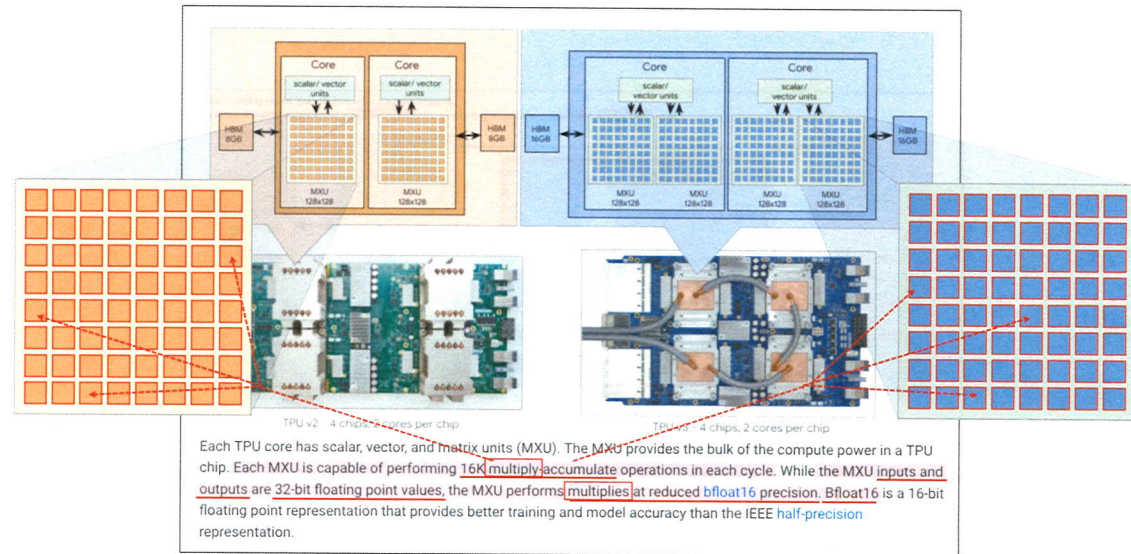 Core
Core
scalar/ vector
units
scalar/ vector
units
HBM
8GB
HBM
8GB
MXU
128x128
MXU
128x128
Core
Core
scalar/
vector units
scalar/
vector units
HBM
16GB
HBM
16GB
MXU
128x128
MXU
128x128
MXU
128x128
MXU
128x128
TPU v2 - 4 chips, 2 cores per chip
TPU v3 - 4 chips, 2 cores per chip
Each TPU core has scalar, vector, and matrix units (MXU). The MXU provides the bulk of the compute power in a TPU
chip. Each MXU is capable of performing 16K multiply-accumulate operations in each cycle. While the MXU inputs and
outputs are 32-bit floating point values, the MXU performs multiplies at reduced bfloat16 precision. Bfloat16 is a 16-bit
floating point representation that provides better training and model accuracy than the IEEE half-precision
representation.